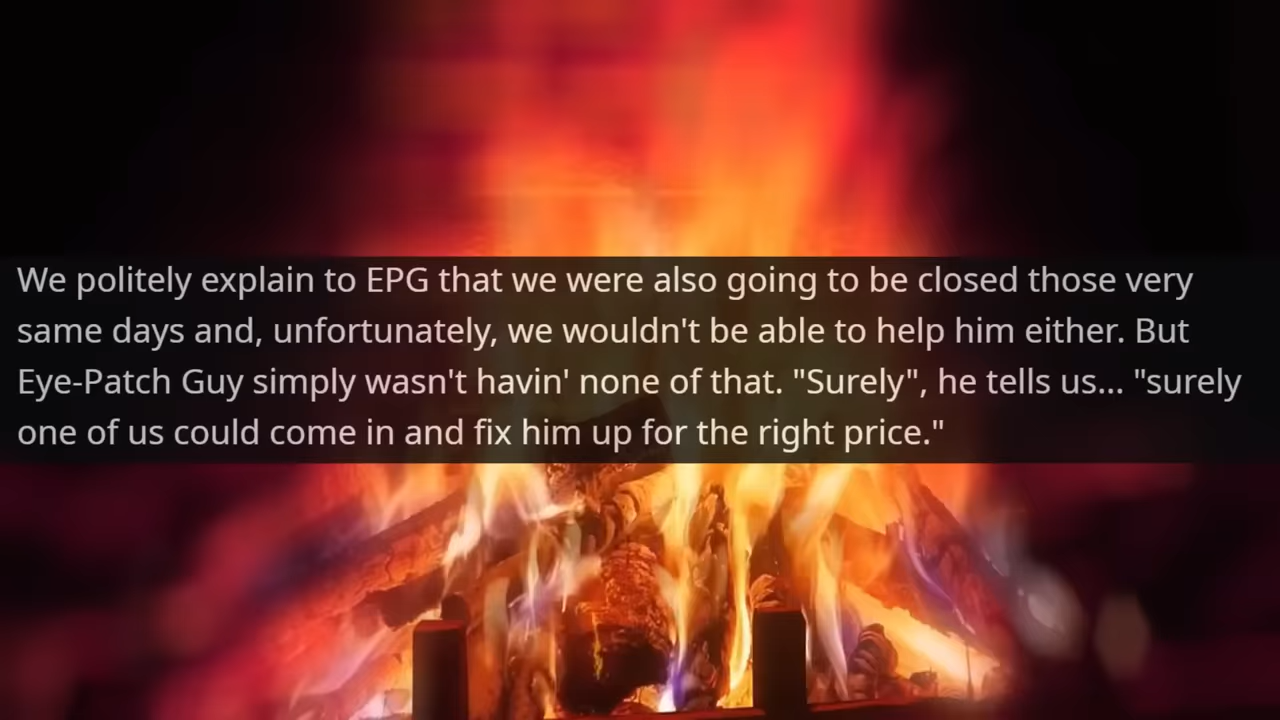 We politely explain to EPG that we were also going to be closed those very
same days and, unfortunately, we wouldn't be able to help him either. But
Eye-Patch Guy simply wasn't havin' none of that. "Surely", he tells us... "surely
one of us could come in and fix him up for the right price."